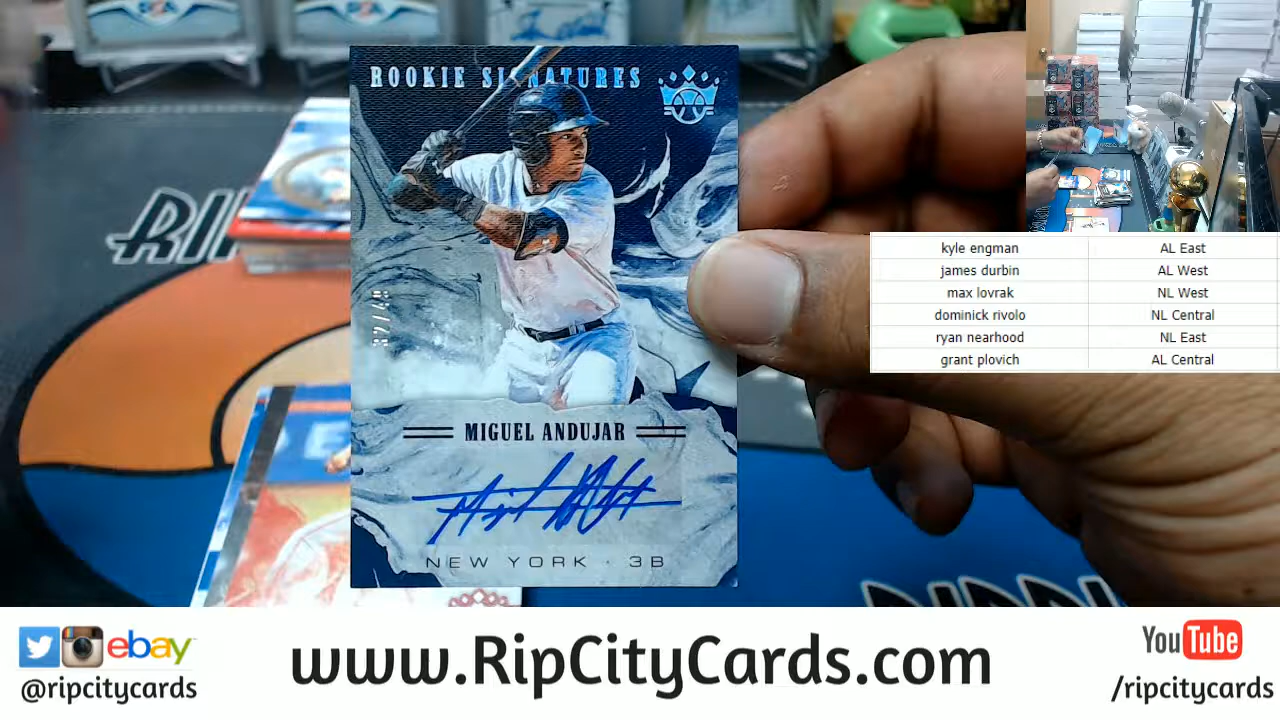 ROOKIE SIGNATURES
MIGUEL ANDUJAR
NEW YORK · 3B
kyle engman AL East
james durbin AL West
max lovrak NL West
dominick rivolo NL Central
ryan nearhood NL East
grant plovich AL Central
ebay
@ripcitycards
www.RipCityCards.com
YouTube
/ripcitycards